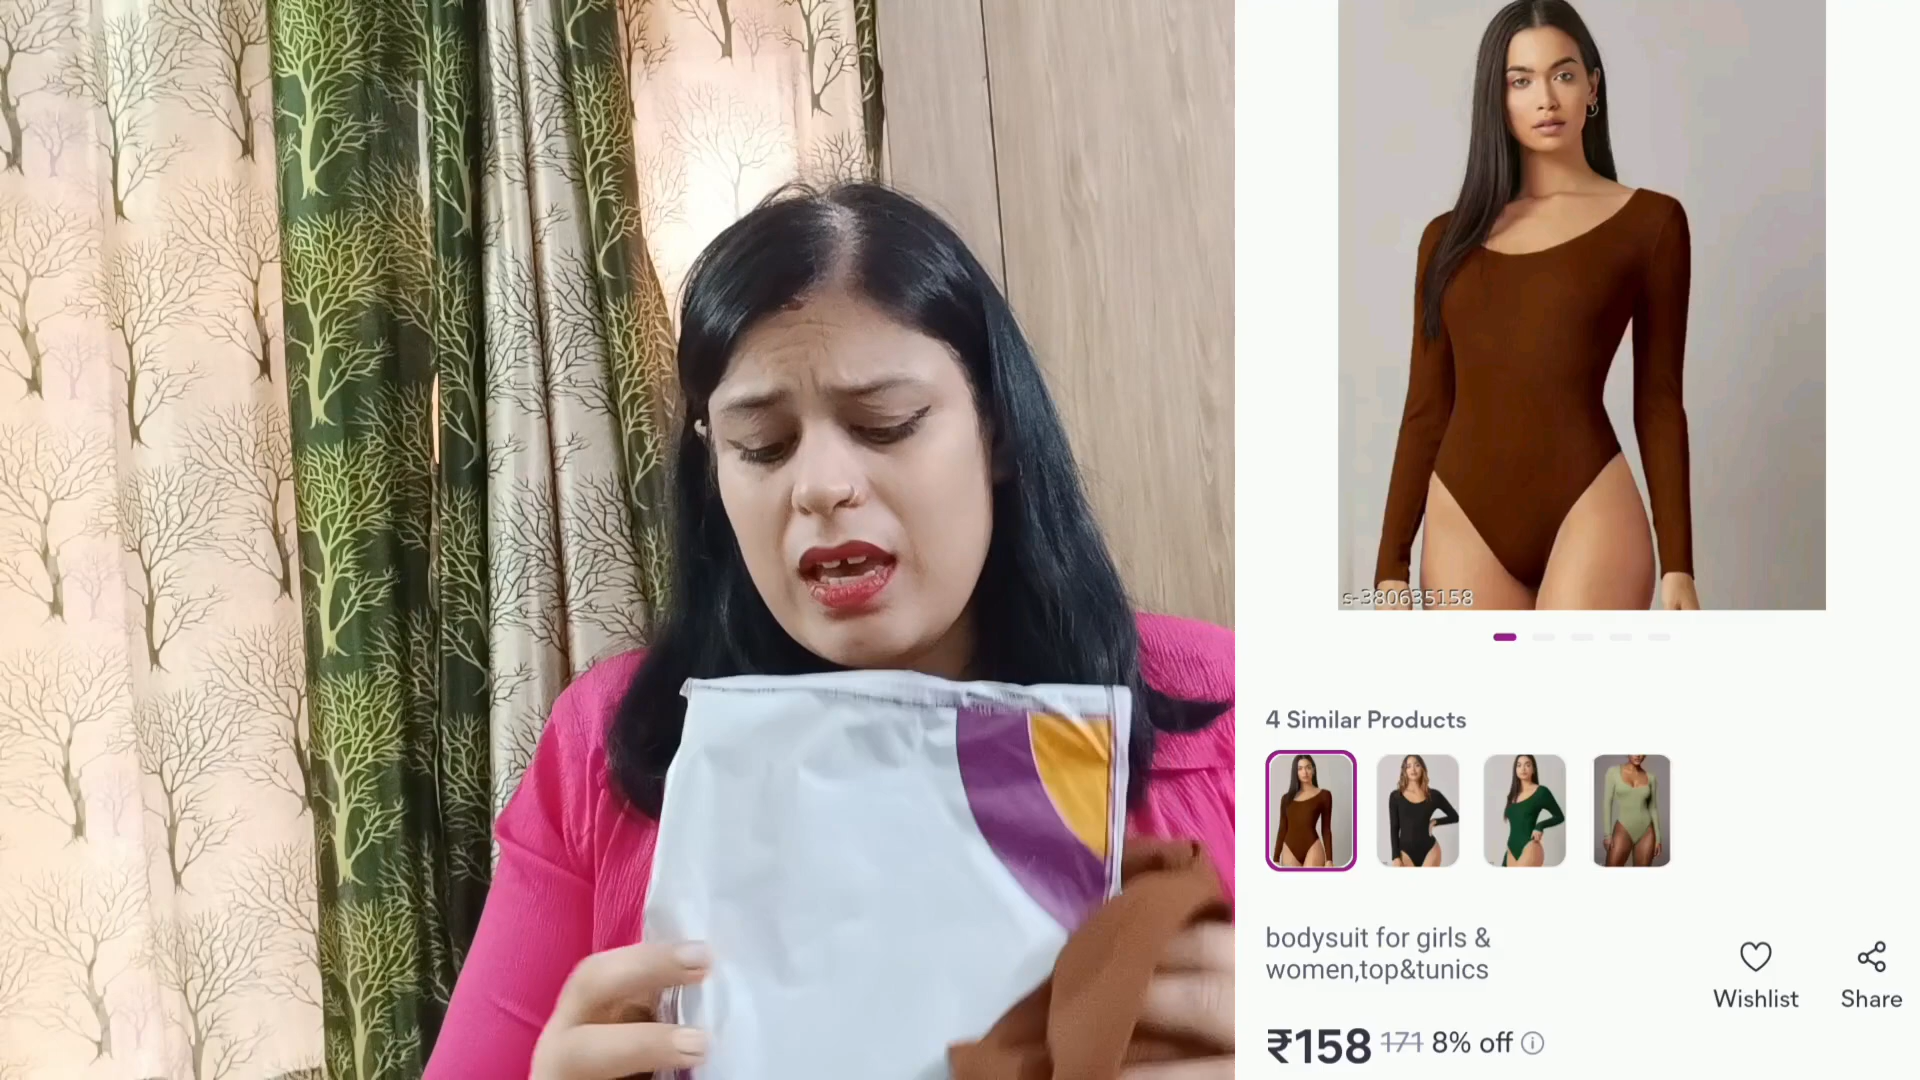 s-380635158
4 Similar Products
bodysuit for girls &
women,top&tunics
Wishlist
Share
₹158 171 8% off